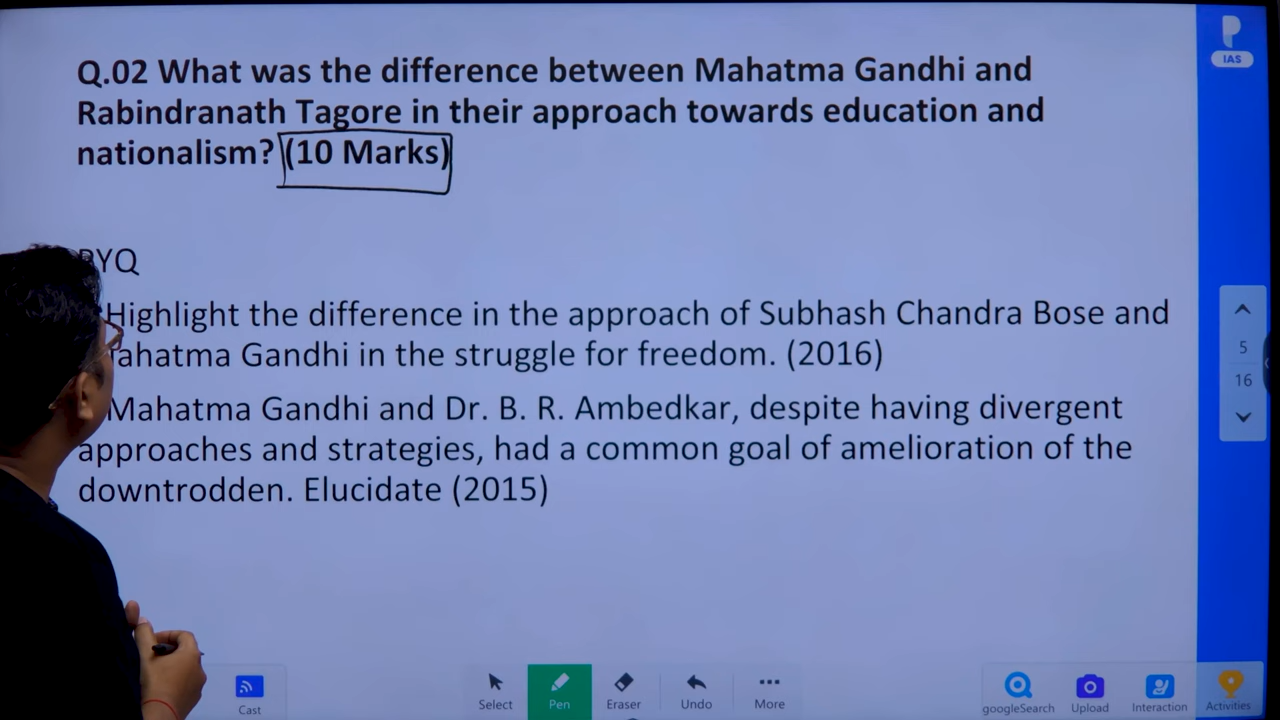 Q.02 What was the difference between Mahatma Gandhi and
Rabindranath Tagore in their approach towards education and
nationalism? (10 Marks)
PYQ
Highlight the difference in the approach of Subhash Chandra Bose and
Mahatma Gandhi in the struggle for freedom. (2016)
Mahatma Gandhi and Dr. B. R. Ambedkar, despite having divergent
approaches and strategies, had a common goal of amelioration of the
downtrodden. Elucidate (2015)
IAS
5
16
Cast
Select
Pen
Eraser
Undo
More
googleSearch
Upload
Interaction
Activities